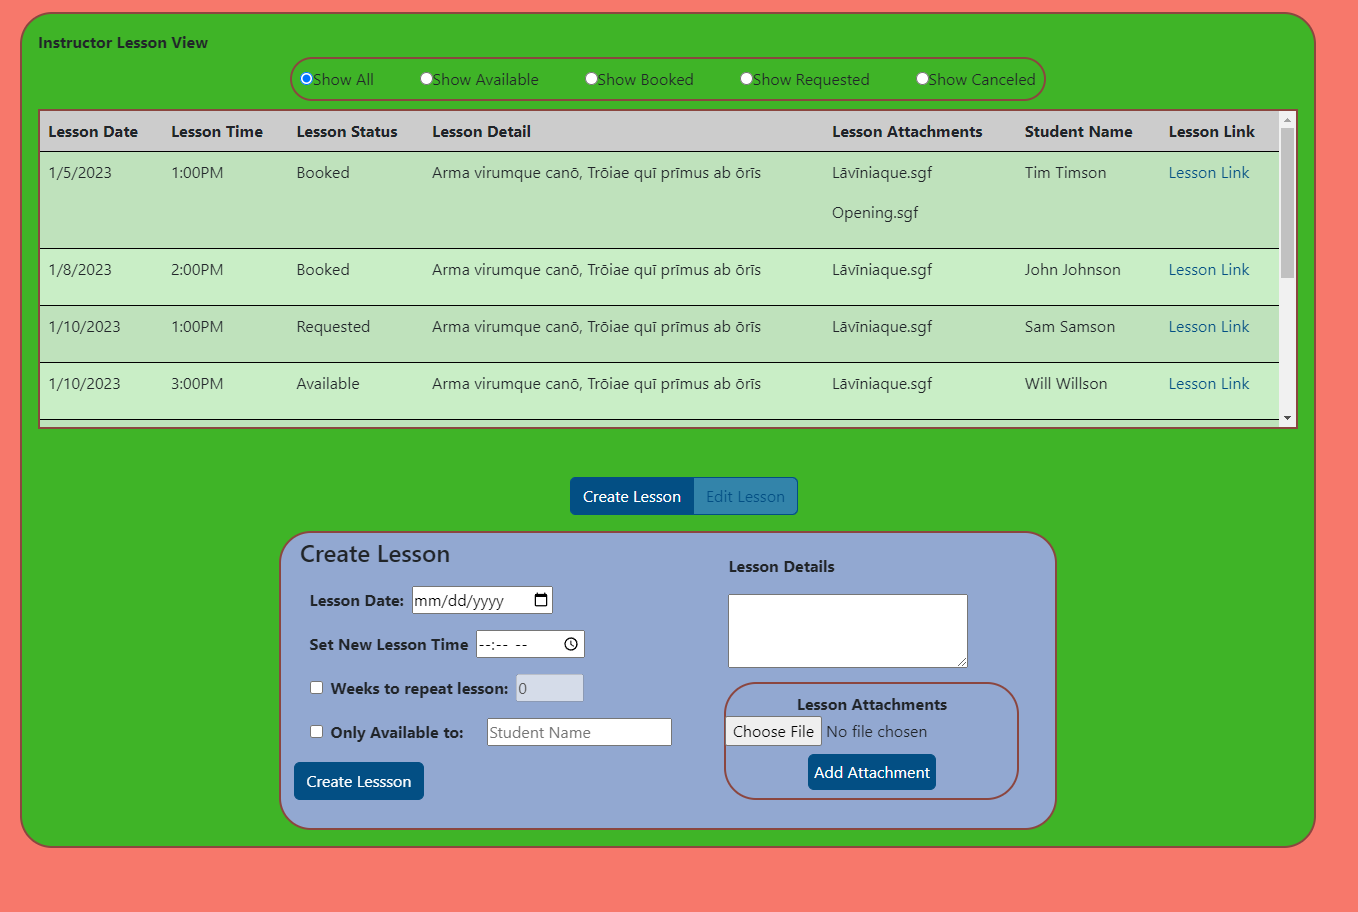 Instructor Lesson View
Show All Show Available Show Booked Show Requested Show Canceled
Lesson Date Lesson Time Lesson Status Lesson Detail Lesson Attachments Student Name Lesson Link
1/5/2023 1:00PM Booked Arma virumque canō, Trōiae quī prīmus ab ōrīs Lāvīniaque.sgf Tim Timson Lesson Link
Opening.sgf
1/8/2023 2:00PM Booked Arma virumque canō, Trōiae quī prīmus ab ōrīs Lāvīniaque.sgf John Johnson Lesson Link
1/10/2023 1:00PM Requested Arma virumque canō, Trōiae quī prīmus ab ōrīs Lāvīniaque.sgf Sam Samson Lesson Link
1/10/2023 3:00PM Available Arma virumque canō, Trōiae quī prīmus ab ōrīs Lāvīniaque.sgf Will Willson Lesson Link
Create Lesson Edit Lesson
Create Lesson
Lesson Date: mm/dd/yyyy
Set New Lesson Time --:-- --
Weeks to repeat lesson: 0
Only Available to: Student Name
Create Lessson
Lesson Details
Lesson Attachments
Choose File No file chosen
Add Attachment